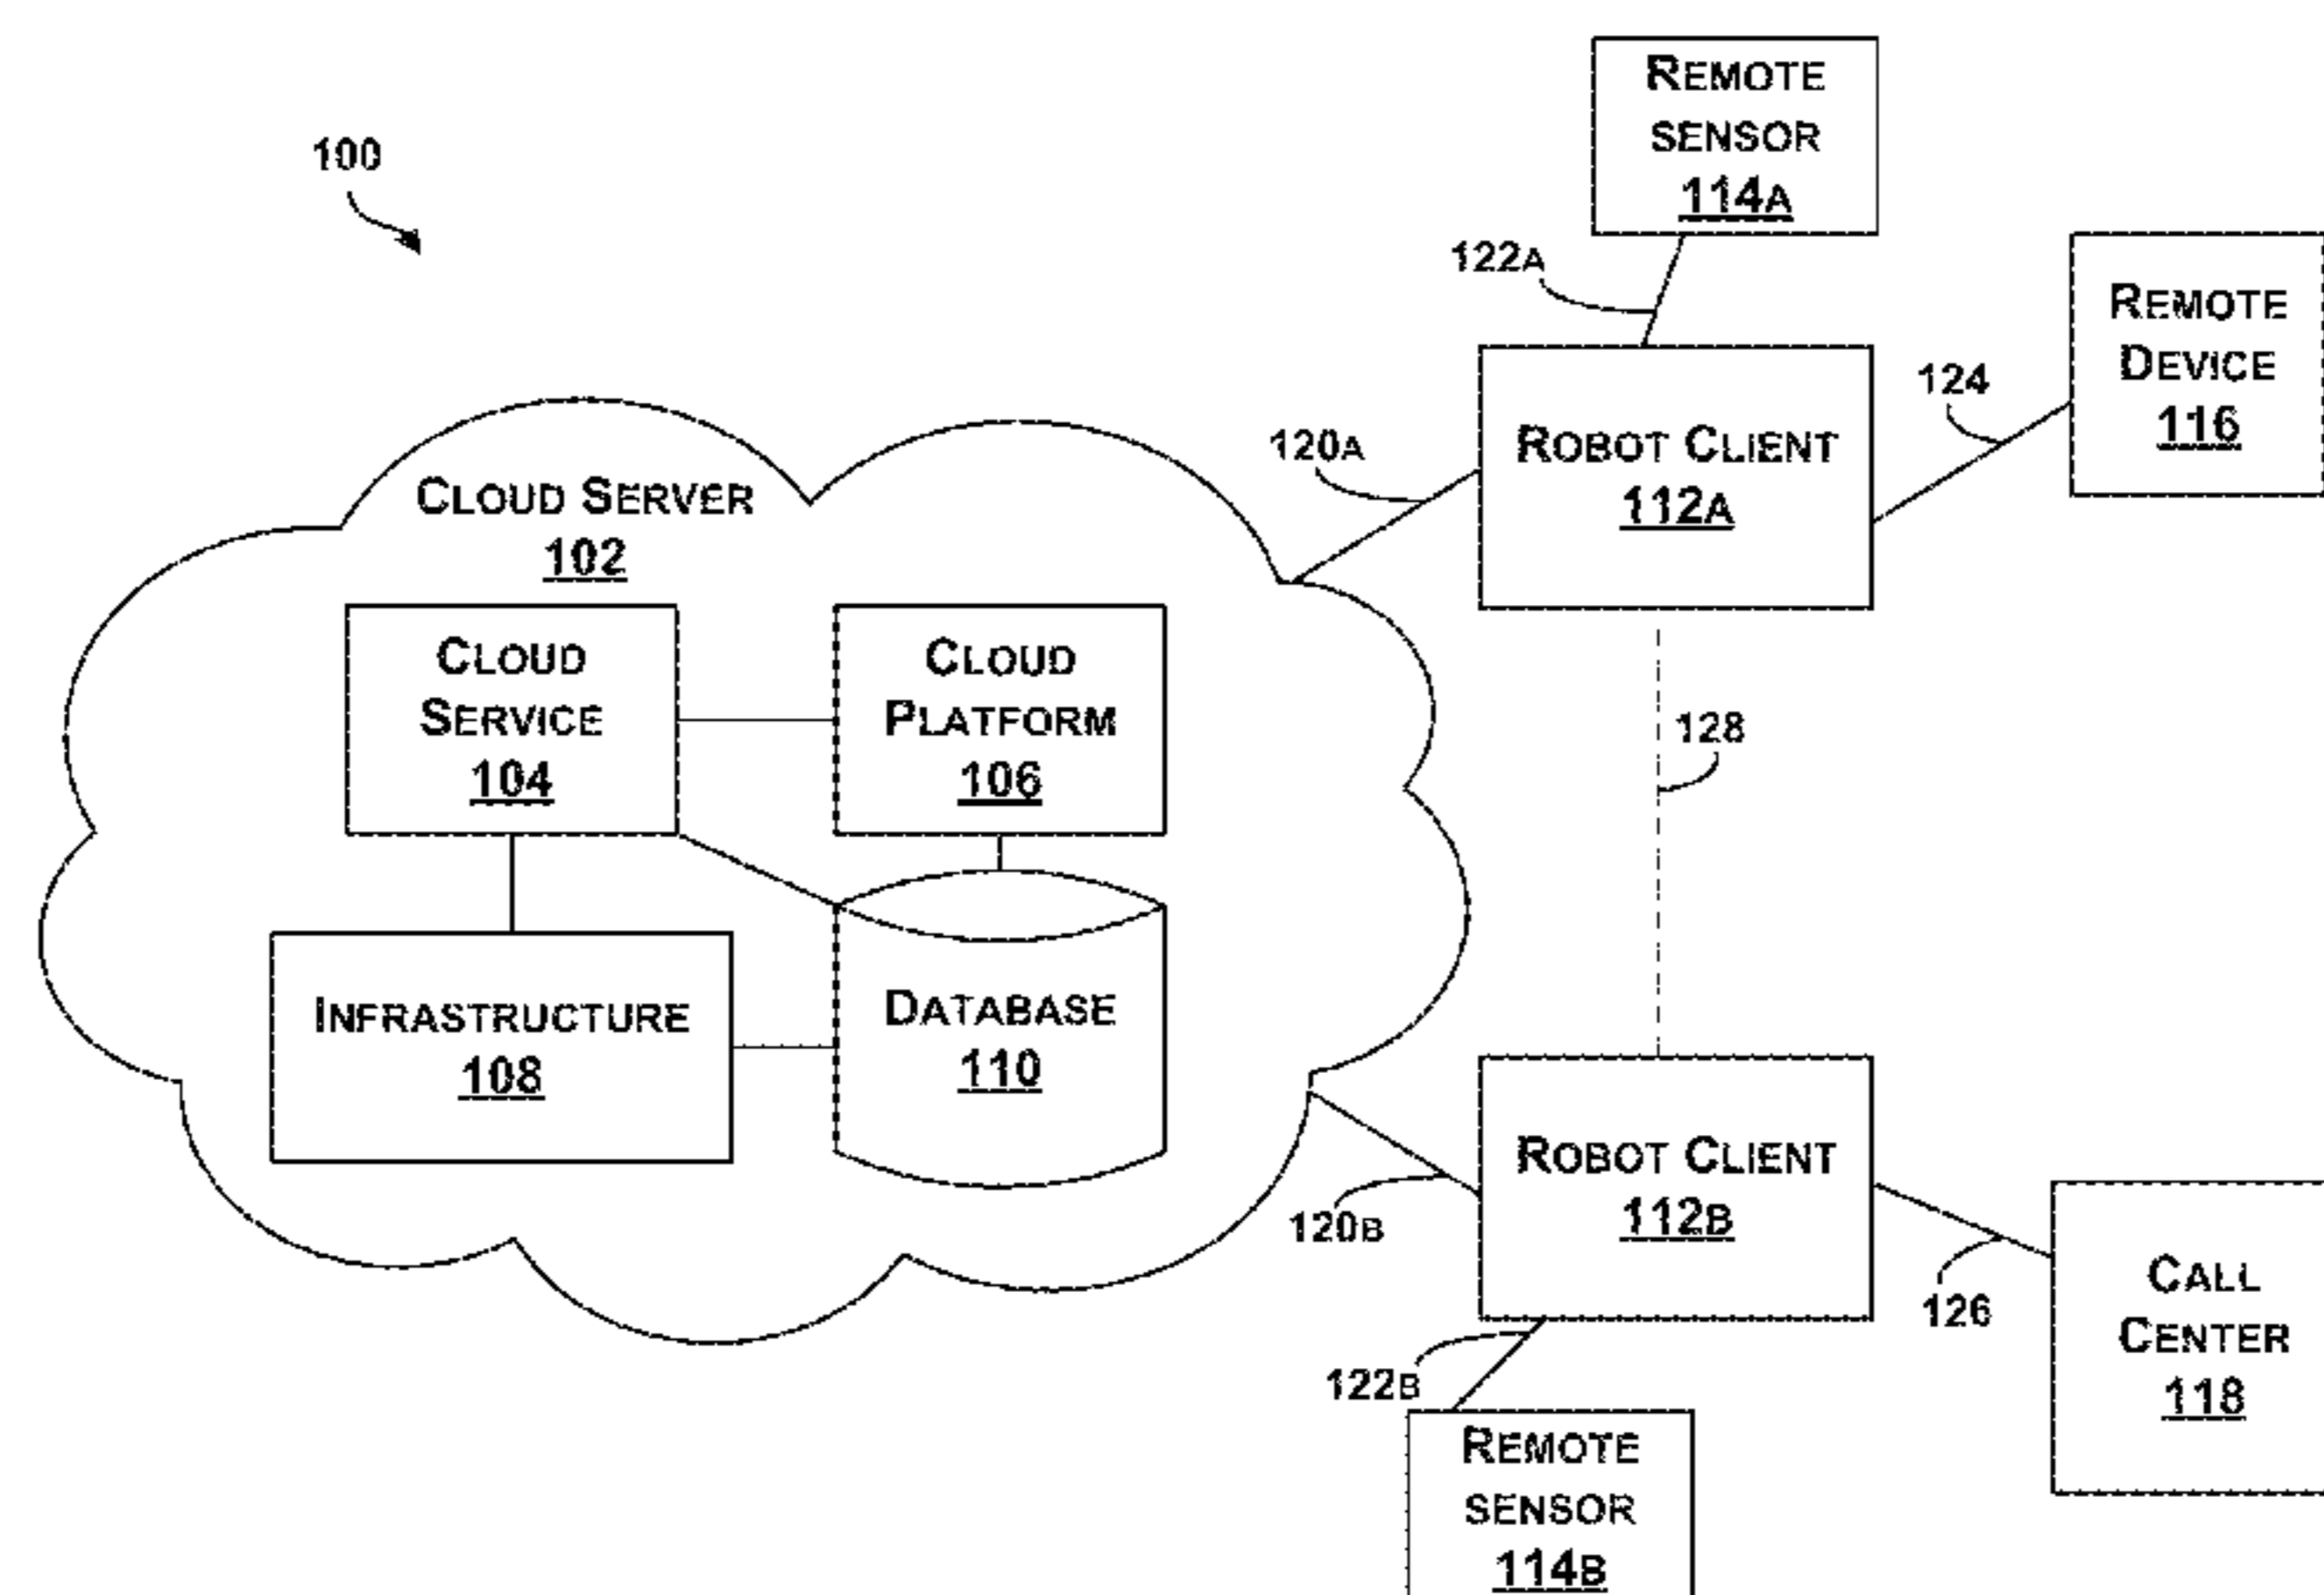 100
REMOTE
SENSOR
114A
122A
REMOTE
DEVICE
116
124
120A
ROBOT CLIENT
112A
CLOUD SERVER
102
CLOUD
SERVICE
104
CLOUD
PLATFORM
106
128
INFRASTRUCTURE
108
DATABASE
110
ROBOT CLIENT
112B
120B
126
CALL
CENTER
118
122B
REMOTE
SENSOR
114B